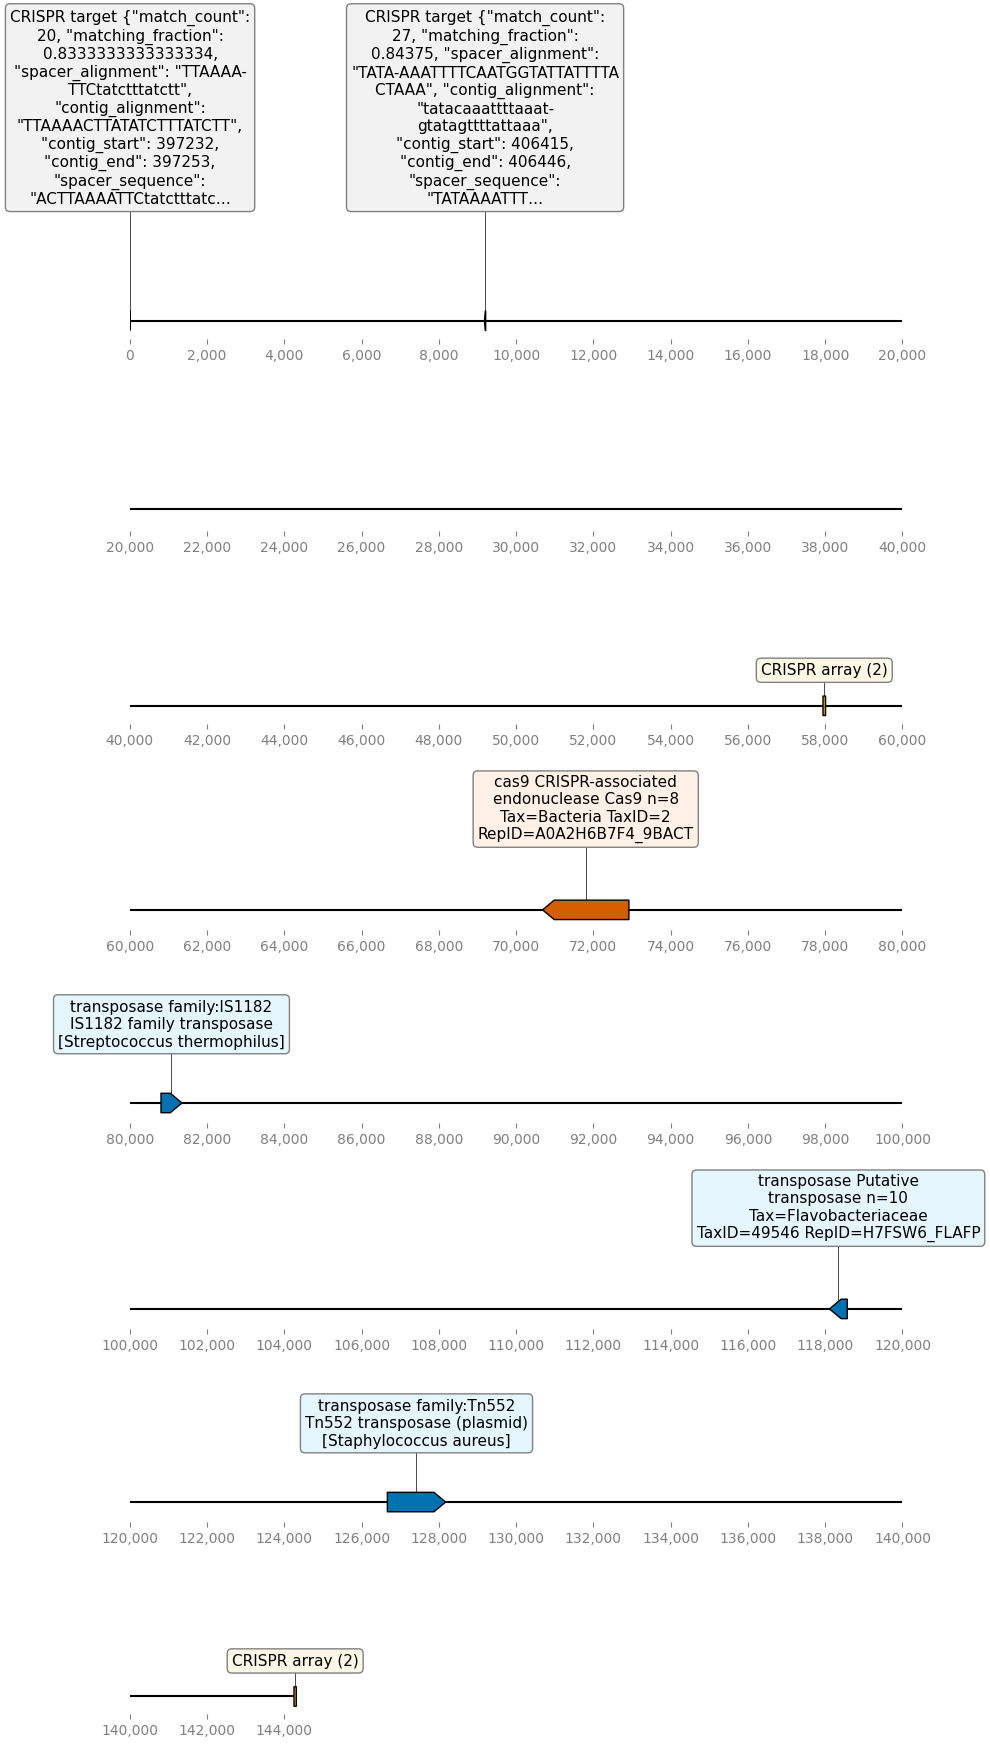 CRISPR target {"match_count":
20, "matching_fraction":
0.8333333333333334,
"spacer_alignment": "TTAAAA-
TTCtatctttatctt",
"contig_alignment":
"TTAAAACTTATATCTTTATCTT",
"contig_start": 397232,
"contig_end": 397253,
"spacer_sequence":
"ACTTAAAATTCtatctttatc...
CRISPR target {"match_count":
27, "matching_fraction":
0.84375, "spacer_alignment":
"TATA-AAATTTTCAATGGTATTATTTTA
CTAAA", "contig_alignment":
"tatacaaattttaaat-
gtatagttttattaaa",
"contig_start": 406415,
"contig_end": 406446,
"spacer_sequence":
"TATAAAATTT...
0 2,000 4,000 6,000 8,000 10,000 12,000 14,000 16,000 18,000 20,000
20,000 22,000 24,000 26,000 28,000 30,000 32,000 34,000 36,000 38,000 40,000
CRISPR array (2)
40,000 42,000 44,000 46,000 48,000 50,000 52,000 54,000 56,000 58,000 60,000
cas9 CRISPR-associated
endonuclease Cas9 n=8
Tax=Bacteria TaxID=2
RepID=A0A2H6B7F4_9BACT
60,000 62,000 64,000 66,000 68,000 70,000 72,000 74,000 76,000 78,000 80,000
transposase family:IS1182
IS1182 family transposase
[Streptococcus thermophilus]
80,000 82,000 84,000 86,000 88,000 90,000 92,000 94,000 96,000 98,000 100,000
transposase Putative
transposase n=10
Tax=Flavobacteriaceae
TaxID=49546 RepID=H7FSW6_FLAFP
100,000 102,000 104,000 106,000 108,000 110,000 112,000 114,000 116,000 118,000 120,000
transposase family:Tn552
Tn552 transposase (plasmid)
[Staphylococcus aureus]
120,000 122,000 124,000 126,000 128,000 130,000 132,000 134,000 136,000 138,000 140,000
CRISPR array (2)
140,000 142,000 144,000